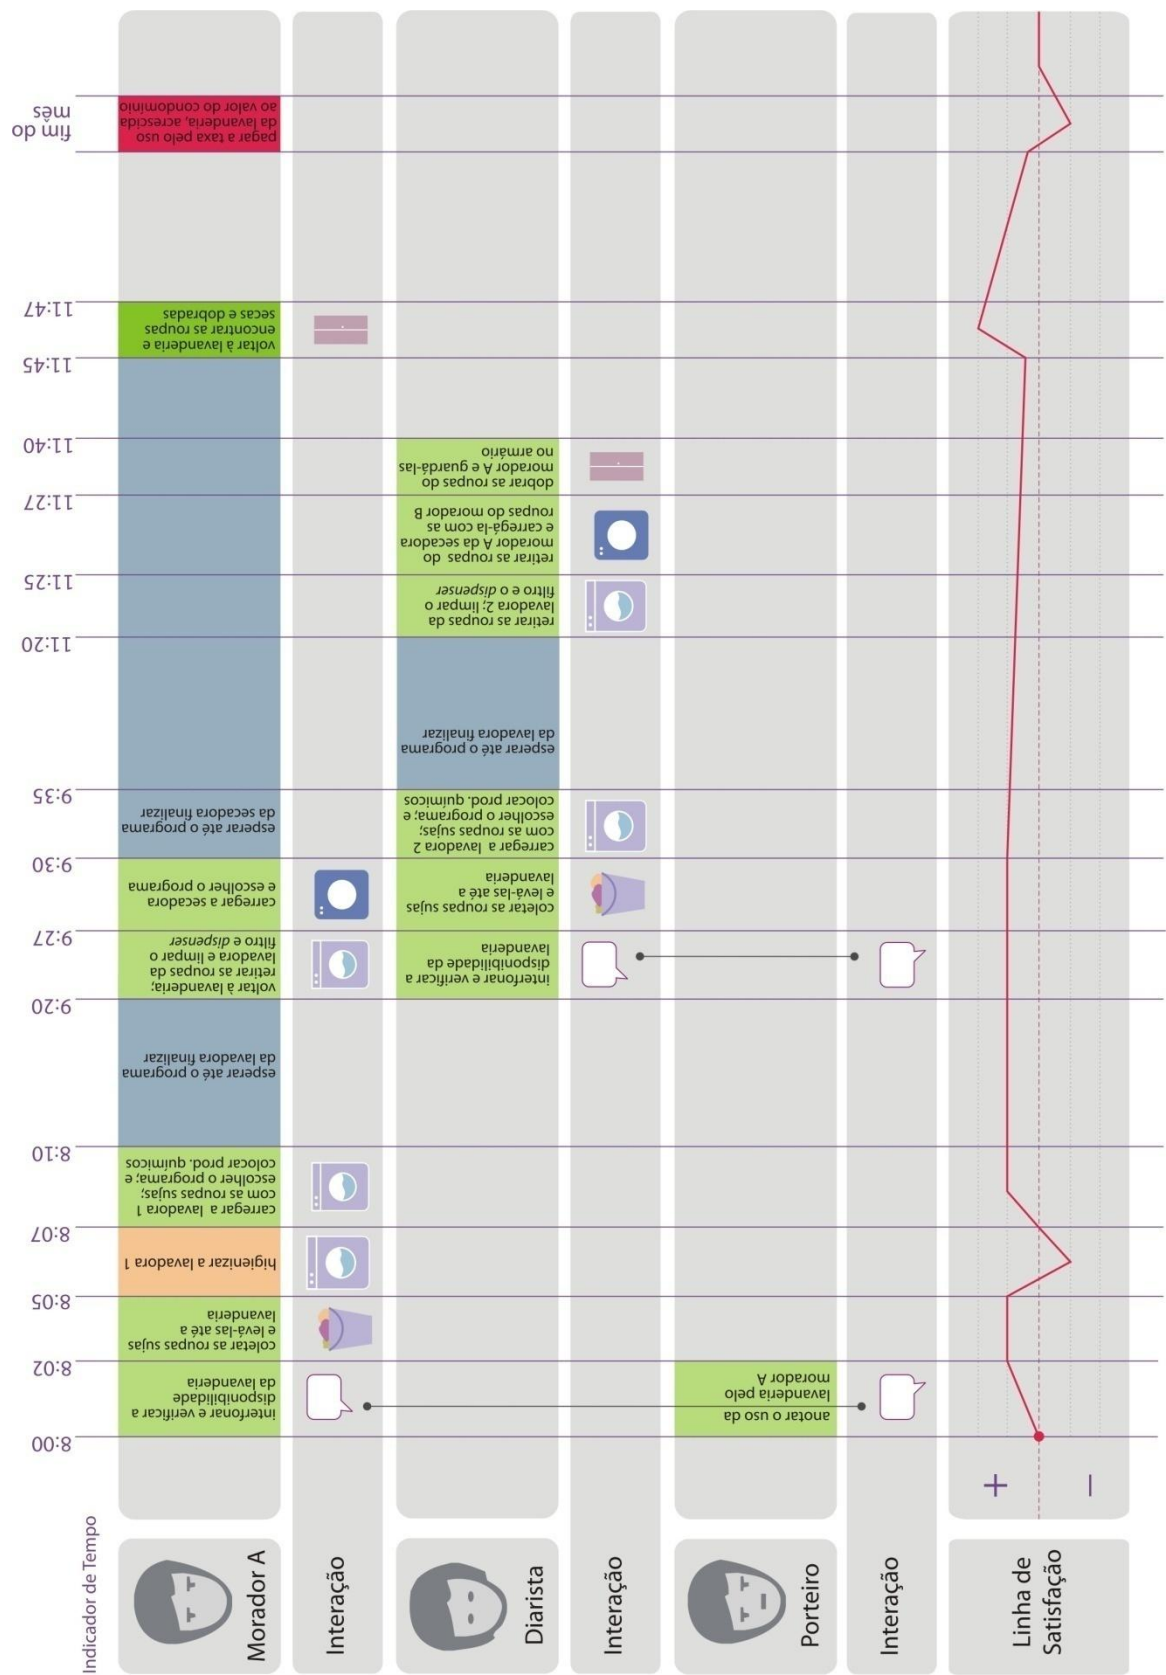 Indicador de Tempo
8:00
8:02
8:05
8:07
8:10
9:20
9:27
9:30
9:35
11:20
11:25
11:27
11:40
11:45
11:47
fim do
mês
Morador A
interfonar e verificar a
disponibilidade
da lavanderia
coletar as roupas sujas
e levá-las até a
lavanderia
higienizar a lavadora 1
carregar a lavadora 1
com as roupas sujas;
escolher o programa; e
colocar prod. químicos
esperar até o programa
da lavadora finalizar
voltar à lavanderia;
retirar as roupas da
lavadora e limpar o
filtro e dispenser
carregar a secadora
e escolher o programa
esperar até o programa
da secadora finalizar
voltar à lavanderia e
encontrar as roupas
secas e dobradas
pagar a taxa pelo uso
da lavanderia, acrescida
ao valor do condomínio
Interação
Diarista
interfonar e verificar a
disponibilidade da
lavanderia
coletar as roupas sujas
e levá-las até a
lavanderia
carregar a lavadora 2
com as roupas sujas;
escolher o programa; e
colocar prod. químicos
esperar até o programa
da lavadora finalizar
retirar as roupas da
lavadora 2; limpar o
filtro e o dispenser
retirar as roupas do
morador A da secadora
e carregá-la com as
roupas do morador B
dobrar as roupas do
morador A e guardá-las
no armário
Interação
Porteiro
anotar o uso da
lavanderia pelo
morador A
Interação
Linha de
Satisfação
+
−